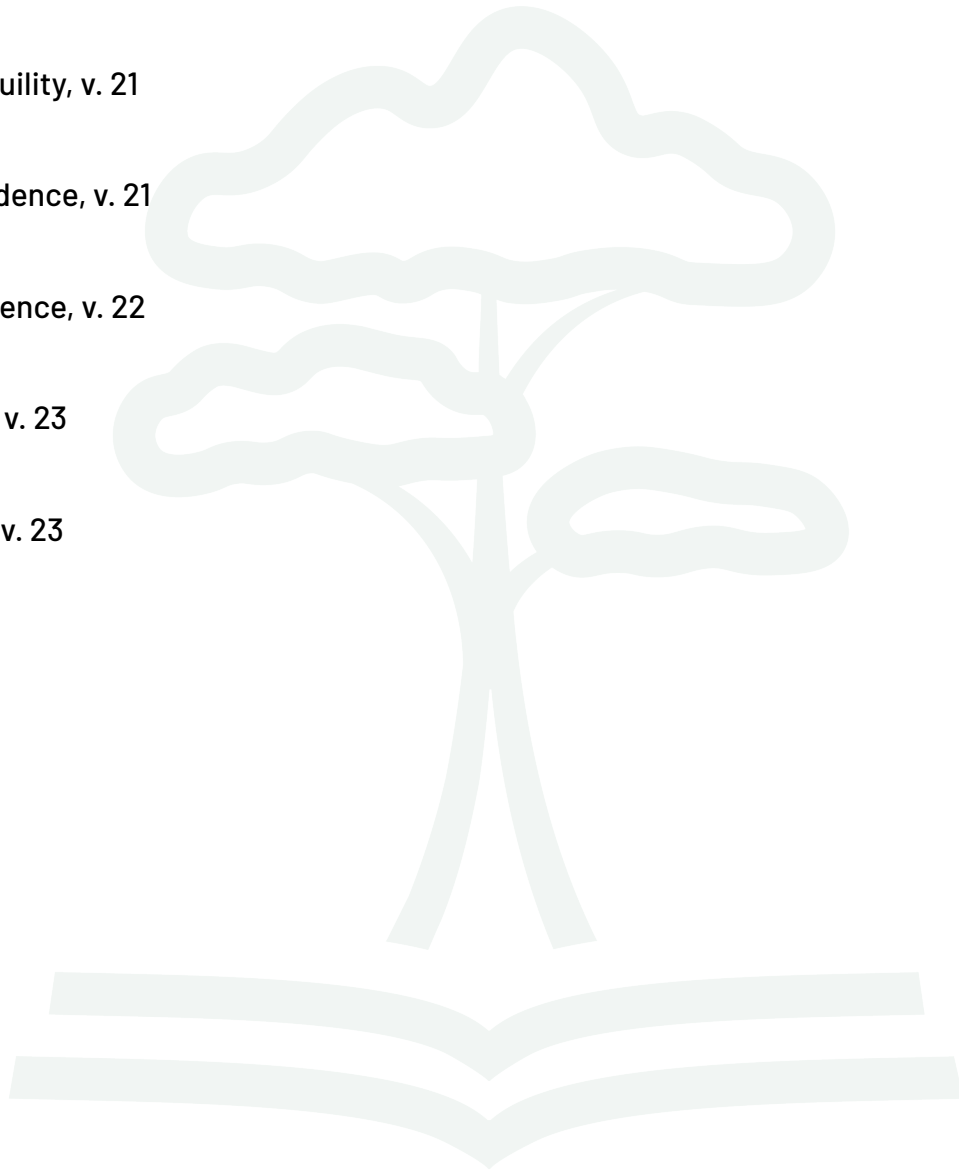 uility, v. 21
dence, v. 21
ence, v. 22
v. 23
v. 23